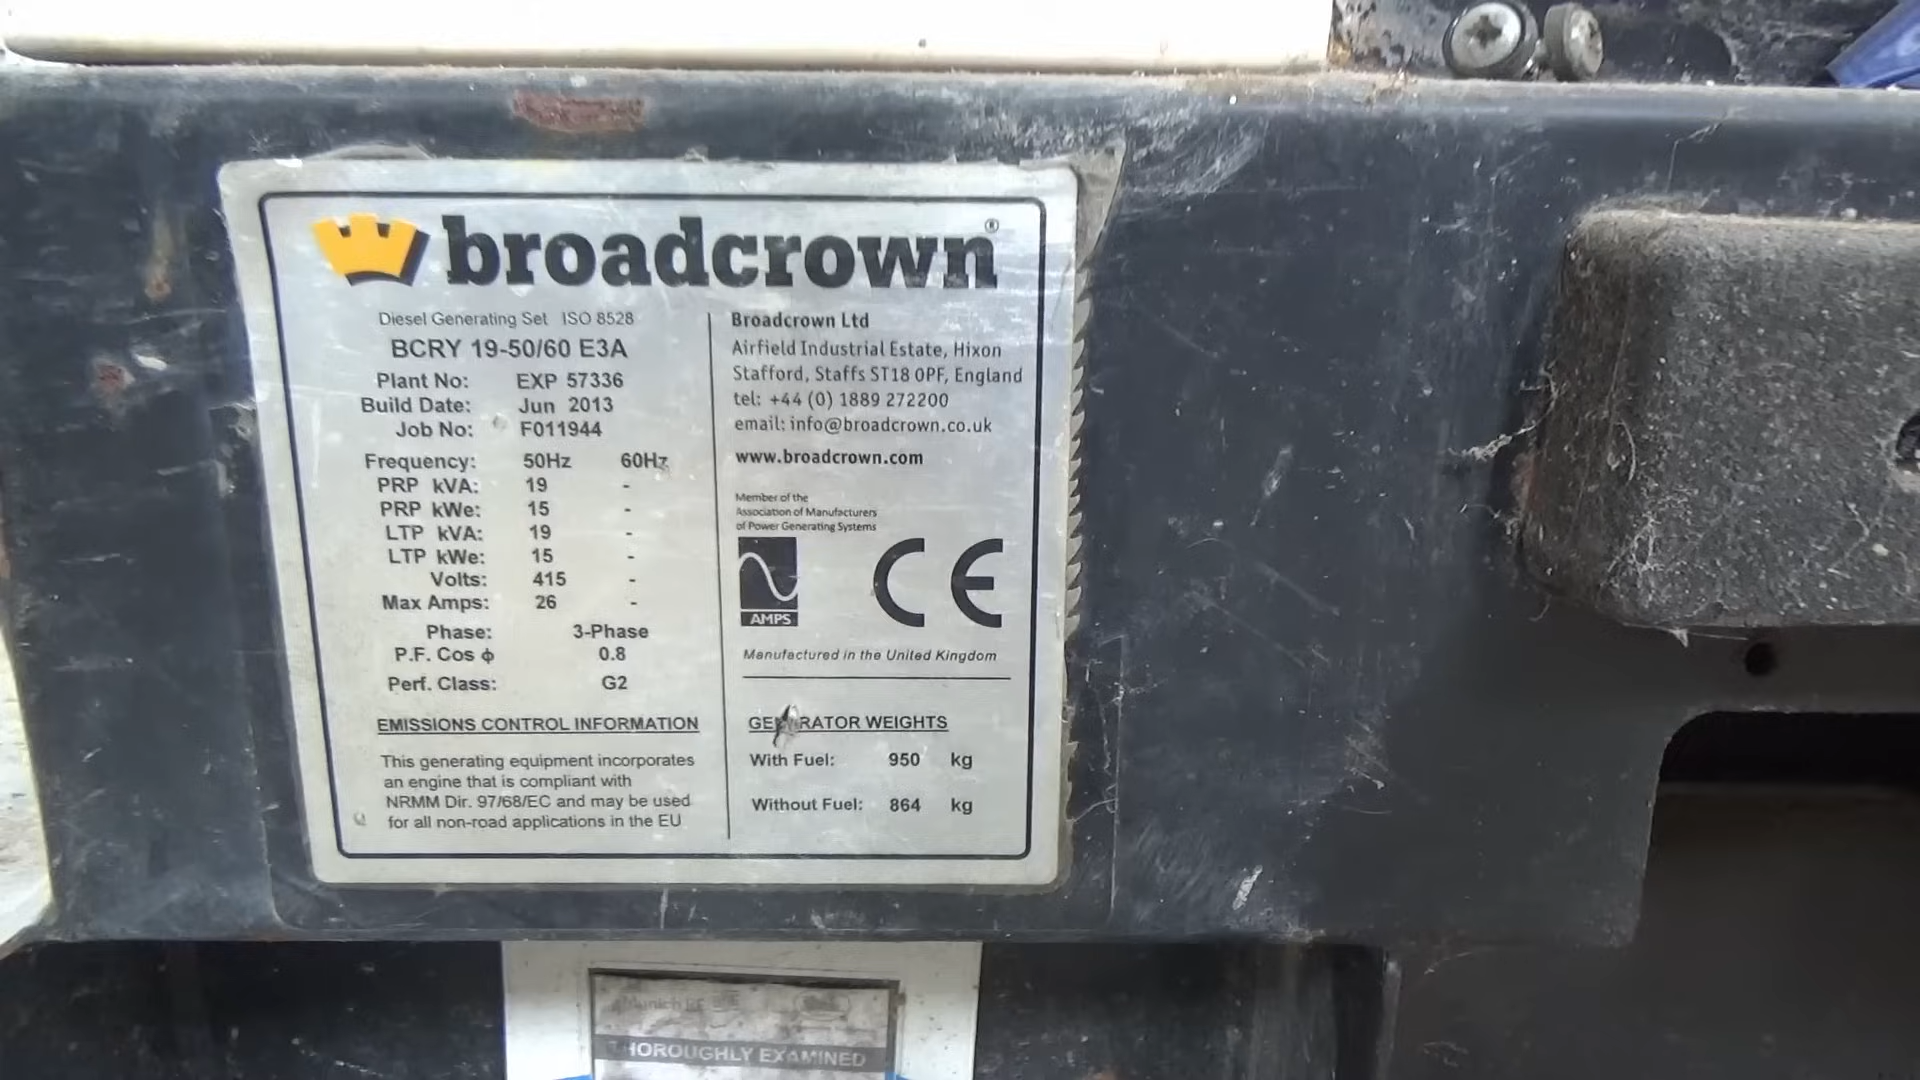 broadcrown®
Diesel Generating Set ISO 8528
BCRY 19-50/60 E3A
Plant No: EXP 57336
Build Date: Jun 2013
Job No: F011944
Frequency: 50Hz 60Hz
PRP kVA: 19 -
PRP kWe: 15 -
LTP kVA: 19 -
LTP kWe: 15 -
Volts: 415 -
Max Amps: 26 -
Phase: 3-Phase
P.F. Cos ϕ 0.8
Perf. Class: G2
EMISSIONS CONTROL INFORMATION
This generating equipment incorporates
an engine that is compliant with
NRMM Dir. 97/68/EC and may be used
for all non-road applications in the EU
Broadcrown Ltd
Airfield Industrial Estate, Hixon
Stafford, Staffs ST18 0PF, England
tel: +44 (0) 1889 272200
email: info@broadcrown.co.uk
www.broadcrown.com
Member of the
Association of Manufacturers
of Power Generating Systems
AMPS
CE
Manufactured in the United Kingdom
GENERATOR WEIGHTS
With Fuel: 950 kg
Without Fuel: 864 kg
THOROUGHLY EXAMINED